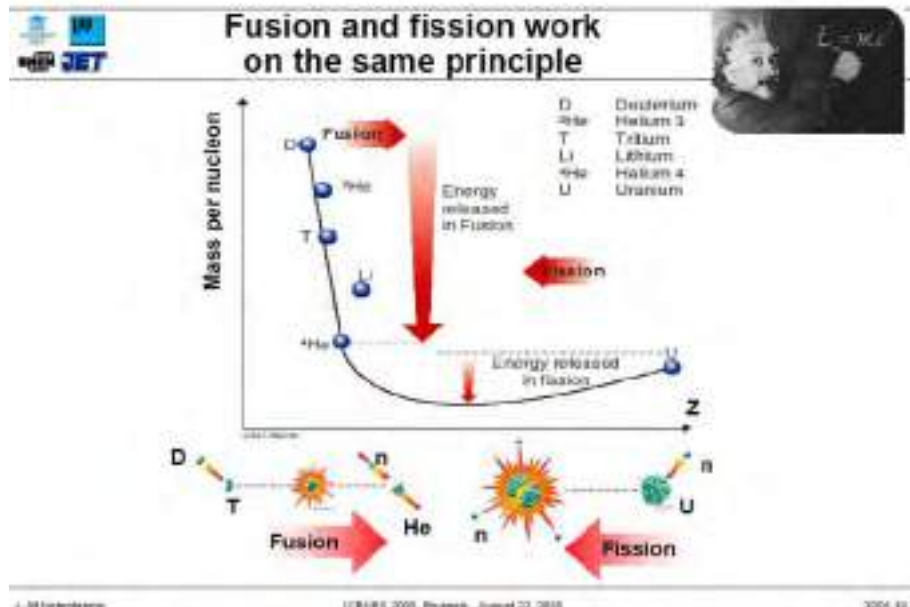 Fusion and fission work
on the same principle
JET
E=mc
Mass per nucleon
D
Fusion
³He
T
Li
⁴He
Energy
released
in Fusion
D Deuterium
³He Helium 3
T Tritium
Li Lithium
⁴He Helium 4
U Uranium
Fission
U
Energy released
in fission
Z
D
T
n
He
Fusion
n
n
U
Fission